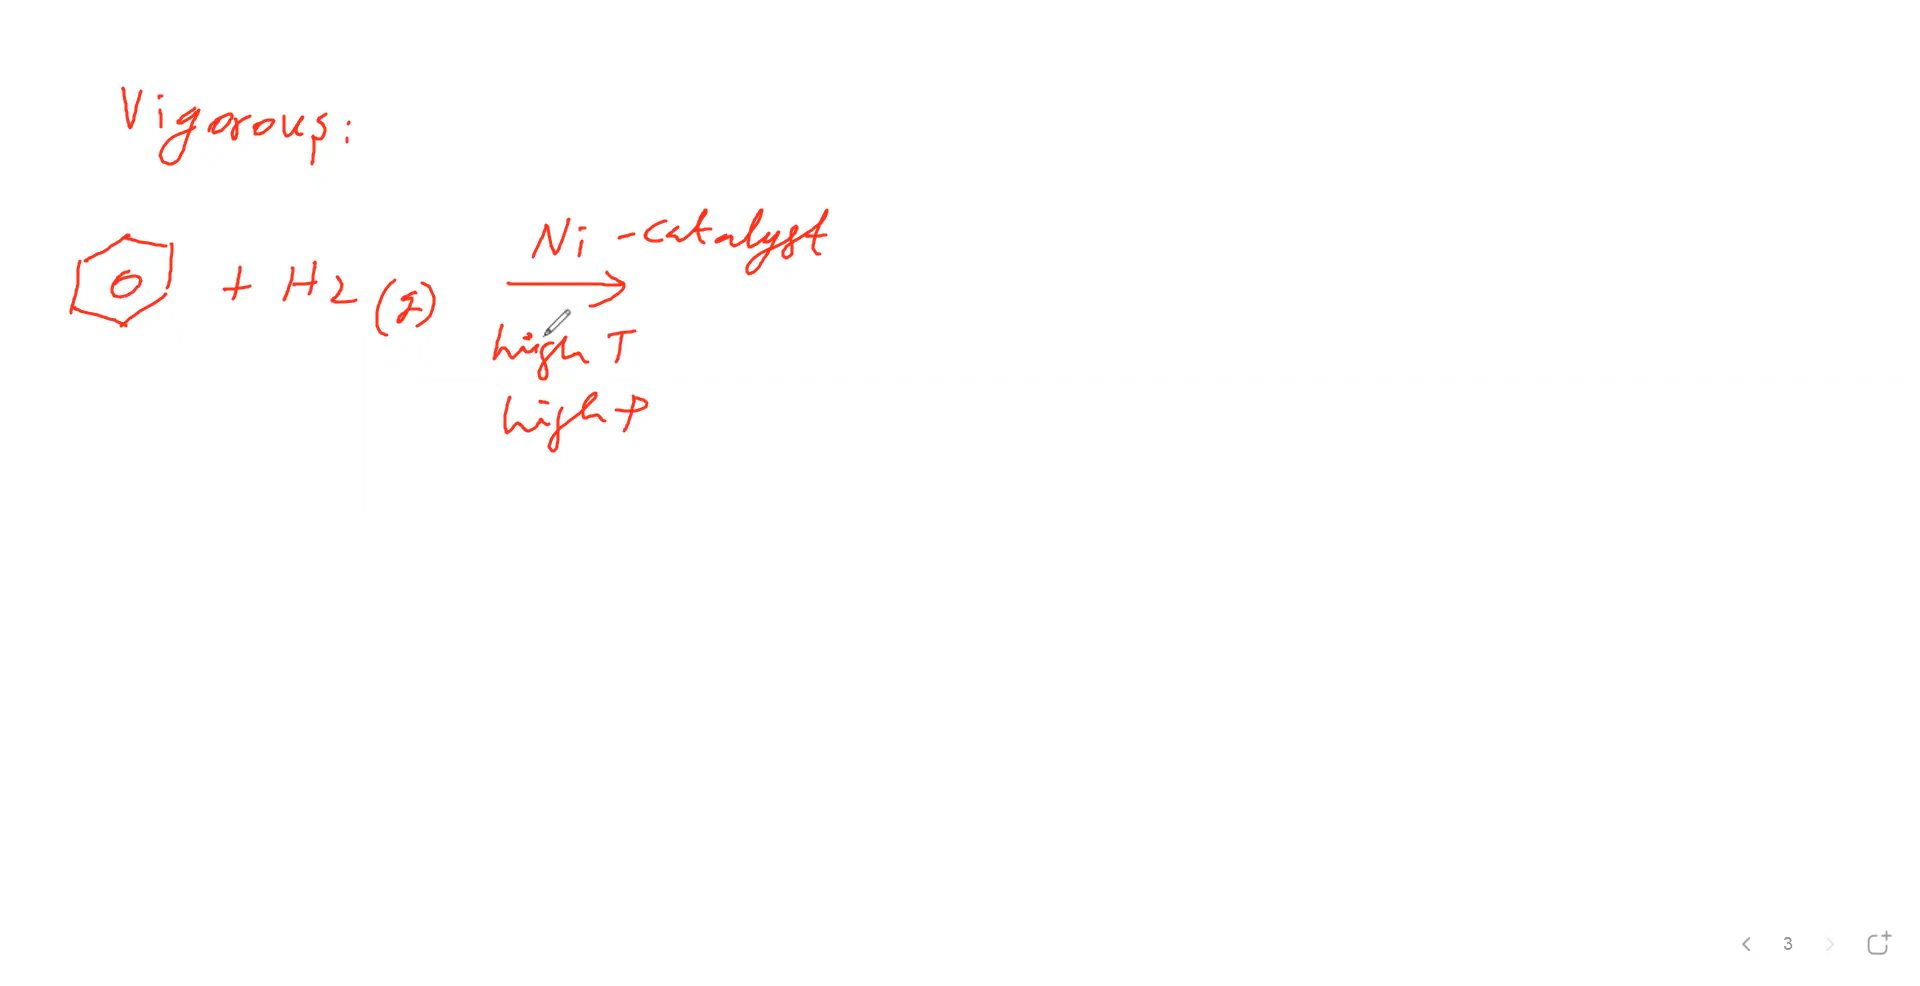 Vigorous:
Ni-catalyst
+ H2 (g)
high T
high P
3